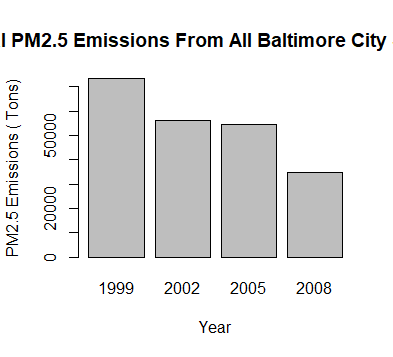 l PM2.5 Emissions From All Baltimore City
PM2.5 Emissions ( Tons)
50000
20000
0
1999 2002 2005 2008
Year